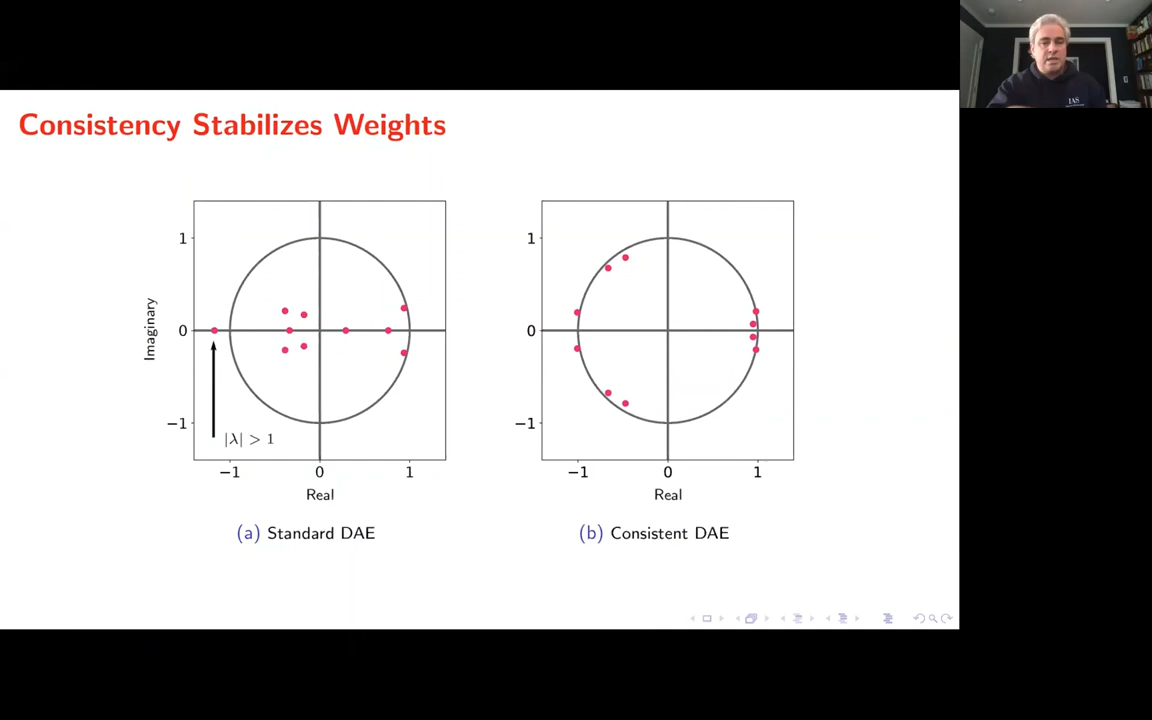 Consistency Stabilizes Weights
Imaginary
1
0
−1
|λ| > 1
−1 0 1
Real
(a) Standard DAE
1
0
−1
−1 0 1
Real
(b) Consistent DAE
IAS